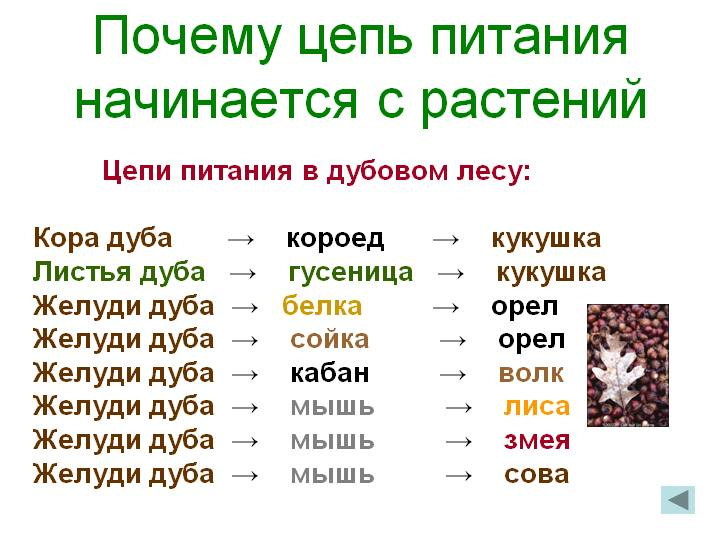 Почему цепь питания
начинается с растений
Цепи питания в дубовом лесу:
Кора дуба → короед → кукушка
Листья дуба → гусеница → кукушка
Желуди дуба → белка → орел
Желуди дуба → сойка → орел
Желуди дуба → кабан → волк
Желуди дуба → мышь → лиса
Желуди дуба → мышь → змея
Желуди дуба → мышь → сова